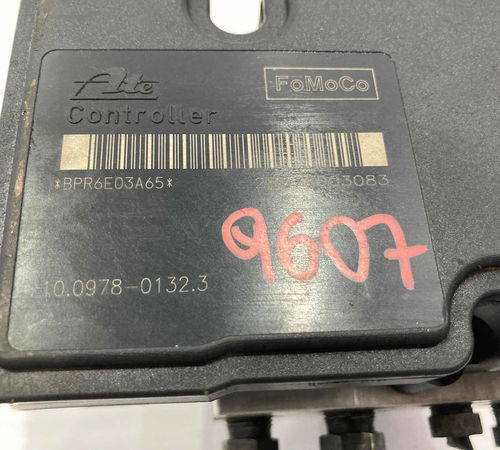 Ate FoMoCo
Controller
*BPR6E03A65*
9607
10.0978-0132.3